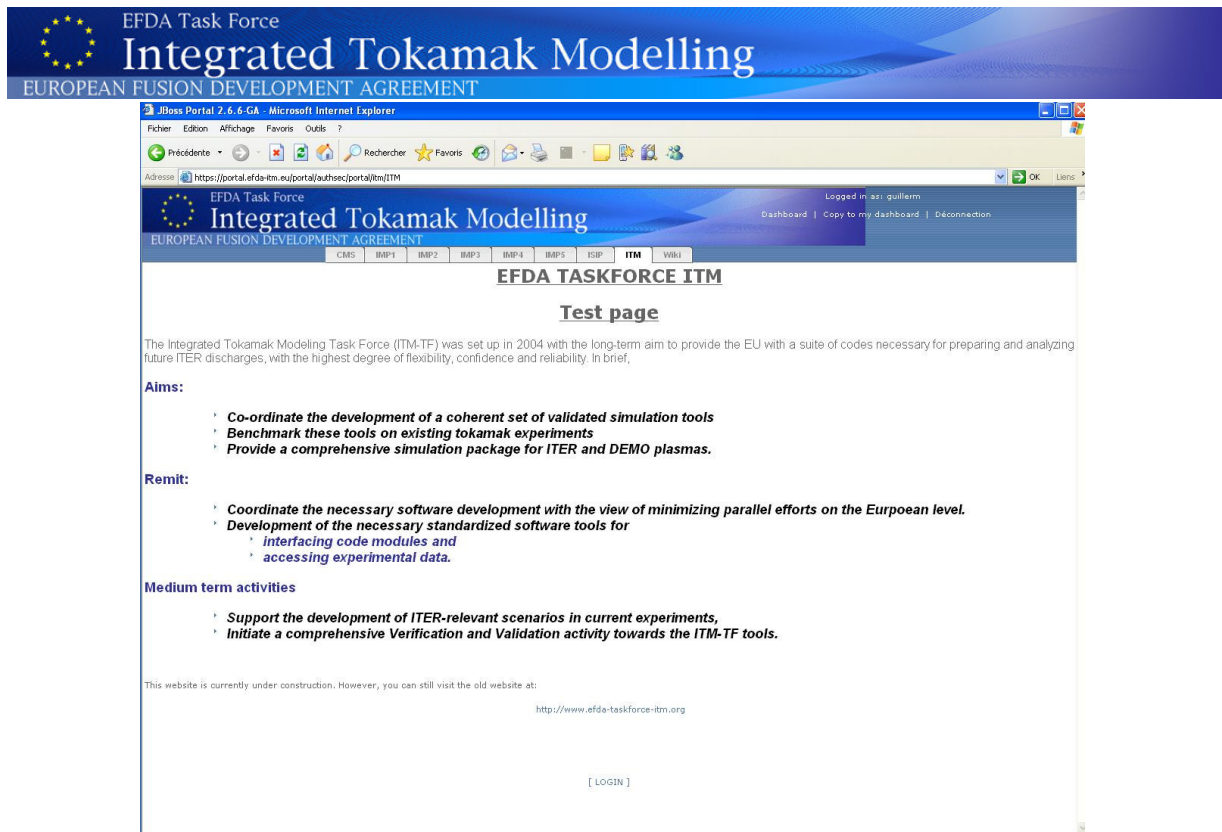 EFDA Task Force
Integrated Tokamak Modelling
EUROPEAN FUSION DEVELOPMENT AGREEMENT
JBoss Portal 2.6.6-GA - Microsoft Internet Explorer
Fichier Edition Affichage Favoris Outils ?
Précédente Rechercher Favoris
Adresse https://portal.efda-itm.eu/portal/authsec/portal/itm/ITM OK Liens
EFDA Task Force
Integrated Tokamak Modelling
EUROPEAN FUSION DEVELOPMENT AGREEMENT
Logged in as: guillerm
Dashboard | Copy to my dashboard | Déconnection
CMS IMP1 IMP2 IMP3 IMP4 IMP5 ISIP ITM Wiki
EFDA TASKFORCE ITM
Test page
The Integrated Tokamak Modeling Task Force (ITM-TF) was set up in 2004 with the long-term aim to provide the EU with a suite of codes necessary for preparing and analyzing
future ITER discharges, with the highest degree of flexibility, confidence and reliability. In brief,
Aims:
Co-ordinate the development of a coherent set of validated simulation tools
Benchmark these tools on existing tokamak experiments
Provide a comprehensive simulation package for ITER and DEMO plasmas.
Remit:
Coordinate the necessary software development with the view of minimizing parallel efforts on the Eurpoean level.
Development of the necessary standardized software tools for
interfacing code modules and
accessing experimental data.
Medium term activities
Support the development of ITER-relevant scenarios in current experiments,
Initiate a comprehensive Verification and Validation activity towards the ITM-TF tools.
This website is currently under construction. However, you can still visit the old website at:
http://www.efda-taskforce-itm.org
[ LOGIN ]